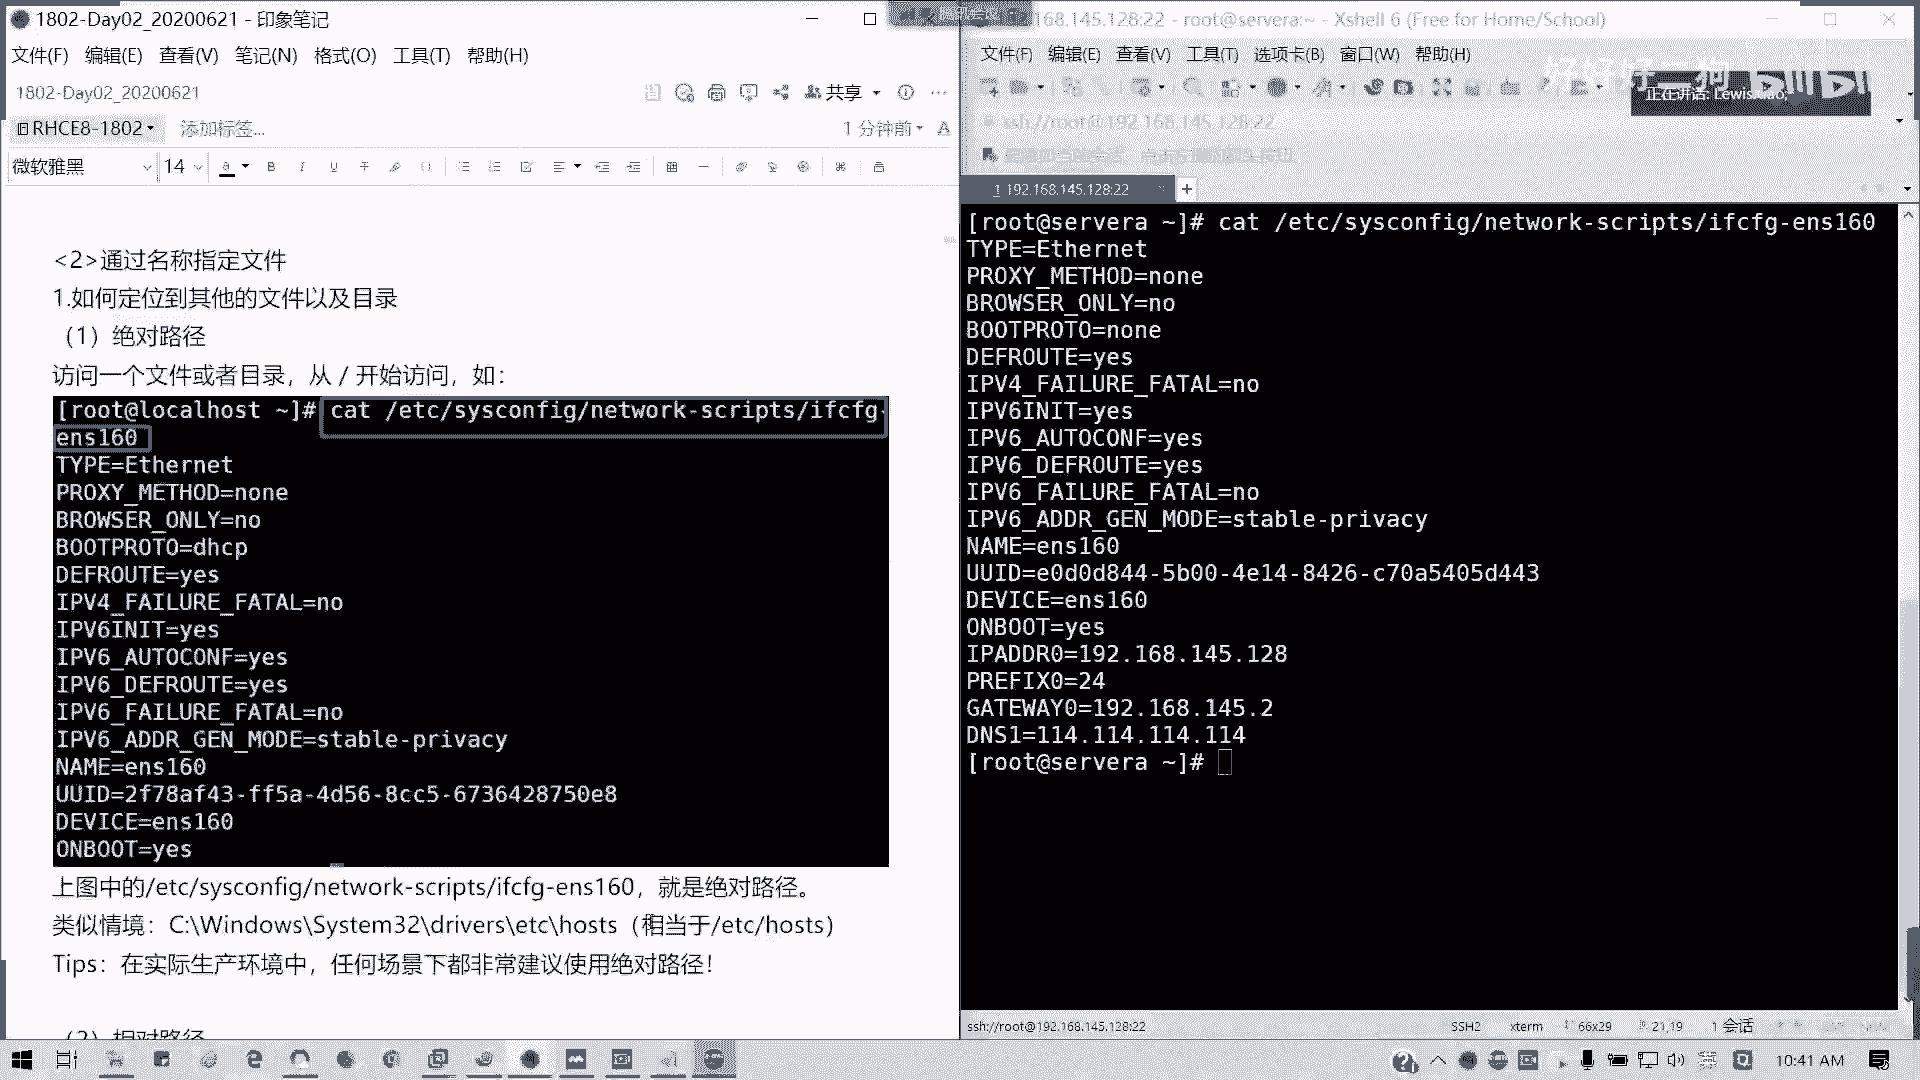 1802-Day02_20200621 - 印象笔记
文件(F) 编辑(E) 查看(V) 笔记(N) 格式(O) 工具(T) 帮助(H)
1802-Day02_20200621
共享
RHCE8-1802
添加标签...
1 分钟前
微软雅黑
14
<2>通过名称指定文件
1.如何定位到其他的文件以及目录
（1）绝对路径
访问一个文件或者目录，从 / 开始访问，如：
[root@localhost ~]# cat /etc/sysconfig/network-scripts/ifcfg-
ens160
TYPE=Ethernet
PROXY_METHOD=none
BROWSER_ONLY=no
BOOTPROTO=dhcp
DEFROUTE=yes
IPV4_FAILURE_FATAL=no
IPV6INIT=yes
IPV6_AUTOCONF=yes
IPV6_DEFROUTE=yes
IPV6_FAILURE_FATAL=no
IPV6_ADDR_GEN_MODE=stable-privacy
NAME=ens160
UUID=2f78af43-ff5a-4d56-8cc5-6736428750e8
DEVICE=ens160
ONBOOT=yes
上图中的/etc/sysconfig/network-scripts/ifcfg-ens160，就是绝对路径。
类似情境：C:\Windows\System32\drivers\etc\hosts（相当于/etc/hosts）
Tips：在实际生产环境中，任何场景下都非常建议使用绝对路径！
（2）相对路径
168.145.128:22 - root@servera:~ - Xshell 6 (Free for Home/School)
文件(F) 编辑(E) 查看(V) 工具(T) 选项卡(B) 窗口(W) 帮助(H)
好好好二狗 bilibili
正在讲话: LewisXiao;
ssh://root@192.168.145.128:22
1 192.168.145.128:22
[root@servera ~]# cat /etc/sysconfig/network-scripts/ifcfg-ens160
TYPE=Ethernet
PROXY_METHOD=none
BROWSER_ONLY=no
BOOTPROTO=none
DEFROUTE=yes
IPV4_FAILURE_FATAL=no
IPV6INIT=yes
IPV6_AUTOCONF=yes
IPV6_DEFROUTE=yes
IPV6_FAILURE_FATAL=no
IPV6_ADDR_GEN_MODE=stable-privacy
NAME=ens160
UUID=e0d0d844-5b00-4e14-8426-c70a5405d443
DEVICE=ens160
ONBOOT=yes
IPADDR0=192.168.145.128
PREFIX0=24
GATEWAY0=192.168.145.2
DNS1=114.114.114.114
[root@servera ~]#
ssh://root@192.168.145.128:22 SSH2 xterm 66x29 21,19 1 会话
10:41 AM